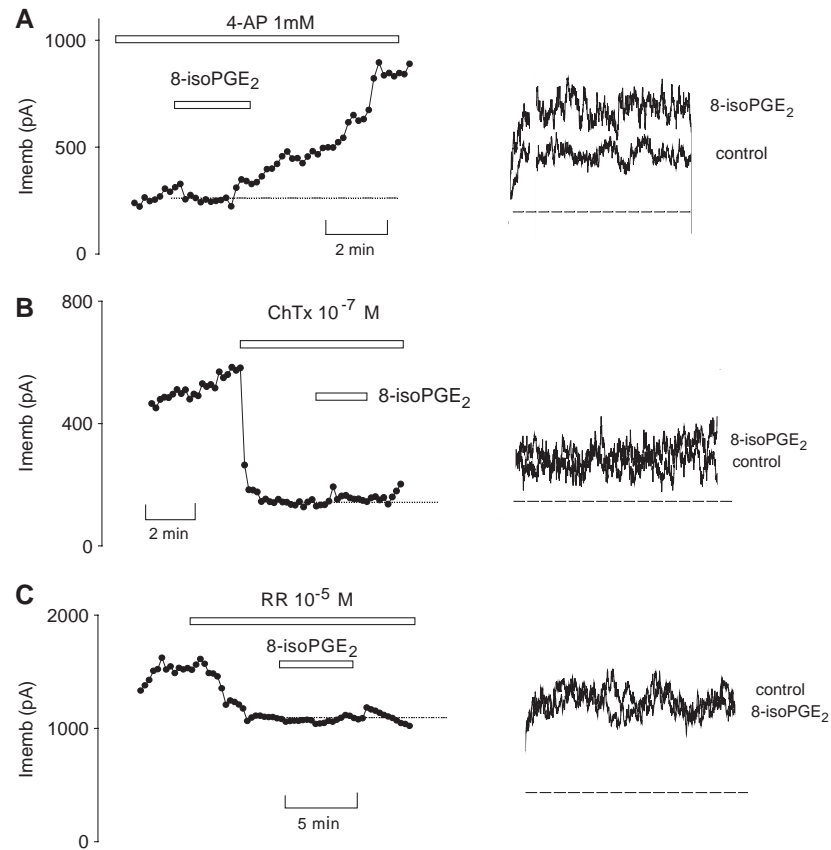 A
4-AP 1mM
1000
8-isoPGE2
500
0
Imemb (pA)
2 min
8-isoPGE2
control
B
800
ChTx 10-7 M
8-isoPGE2
400
0
Imemb (pA)
2 min
8-isoPGE2
control
C
2000
RR 10-5 M
8-isoPGE2
1000
0
Imemb (pA)
5 min
control
8-isoPGE2